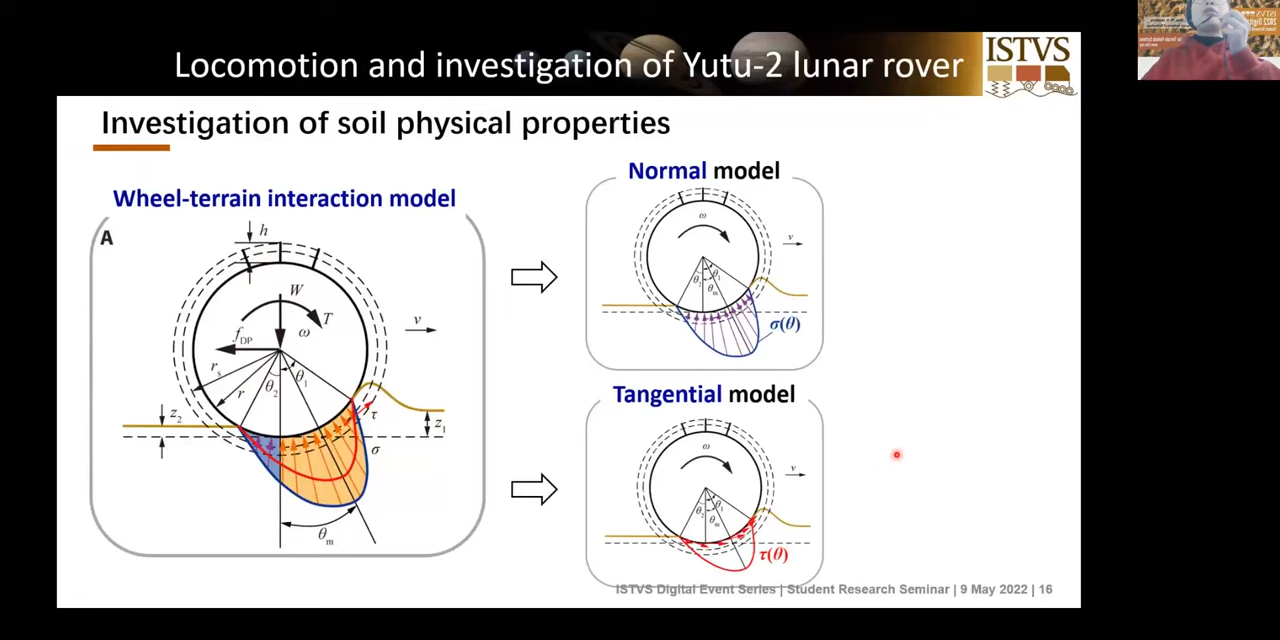 Locomotion and investigation of Yutu-2 lunar rover
ISTVS
Investigation of soil physical properties
Wheel-terrain interaction model
A
h
W
T
ω
v
f_DP
r_s
r
θ_2
θ_1
z_2
z_1
τ
σ
θ_m
Normal model
ω
v
θ_2
θ_1
θ_m
σ(θ)
Tangential model
ω
v
θ_2
θ_1
θ_m
τ(θ)
ISTVS Digital Event Series | Student Research Seminar | 9 May 2022 | 16